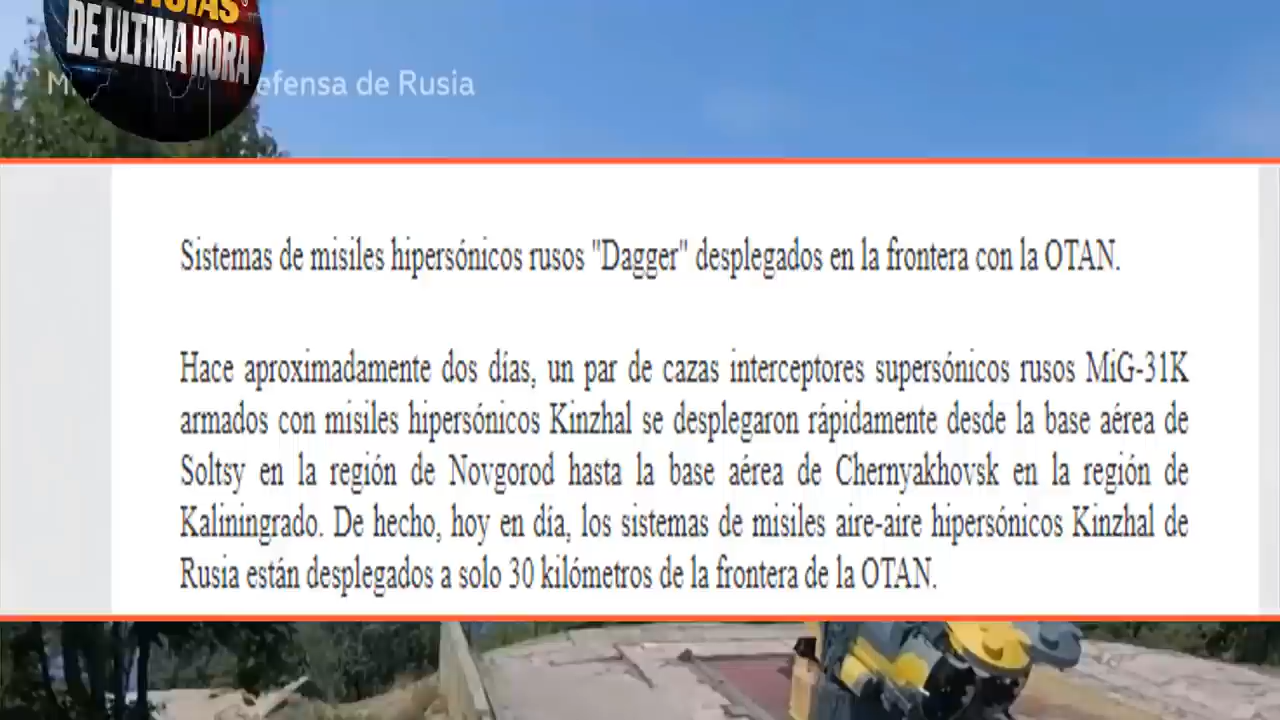 DE ULTIMA HORA
efensa de Rusia
Sistemas de misiles hipersónicos rusos "Dagger" desplegados en la frontera con la OTAN.
Hace aproximadamente dos días, un par de cazas interceptores supersónicos rusos MiG-31K
armados con misiles hipersónicos Kinzhal se desplegaron rápidamente desde la base aérea de
Soltsy en la región de Novgorod hasta la base aérea de Chernyakhovsk en la región de
Kaliningrado. De hecho, hoy en día, los sistemas de misiles aire-aire hipersónicos Kinzhal de
Rusia están desplegados a solo 30 kilómetros de la frontera de la OTAN.